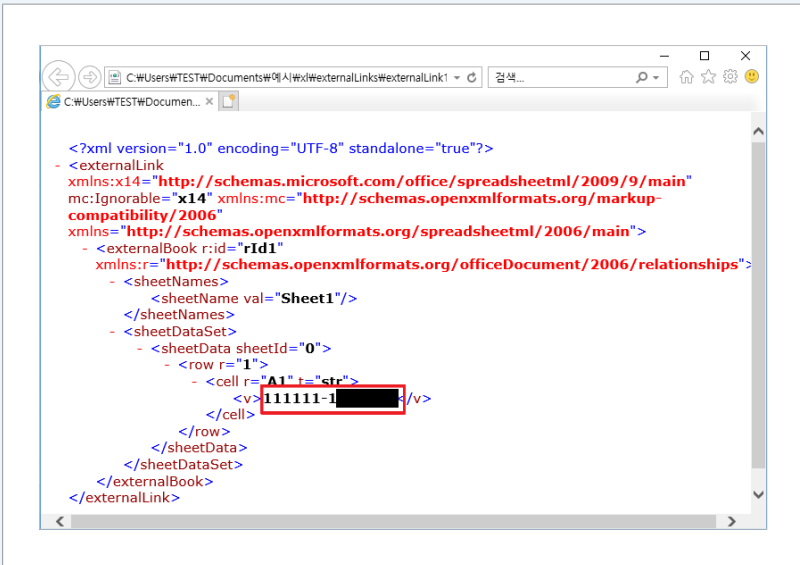 C:₩Users₩TEST₩Documents₩예시₩xl₩externalLinks₩externalLink1
검색...
C:₩Users₩TEST₩Documen...
<?xml version="1.0" encoding="UTF-8" standalone="true"?>
- <externalLink
xmlns:x14="http://schemas.microsoft.com/office/spreadsheetml/2009/9/main"
mc:Ignorable="x14" xmlns:mc="http://schemas.openxmlformats.org/markup-
compatibility/2006"
xmlns="http://schemas.openxmlformats.org/spreadsheetml/2006/main">
- <externalBook r:id="rId1"
xmlns:r="http://schemas.openxmlformats.org/officeDocument/2006/relationships">
- <sheetNames>
<sheetName val="Sheet1"/>
</sheetNames>
- <sheetDataSet>
- <sheetData sheetId="0">
- <row r="1">
- <cell r="A1" t="str">
<v>111111-1</v>
</cell>
</row>
</sheetData>
</sheetDataSet>
</externalBook>
</externalLink>